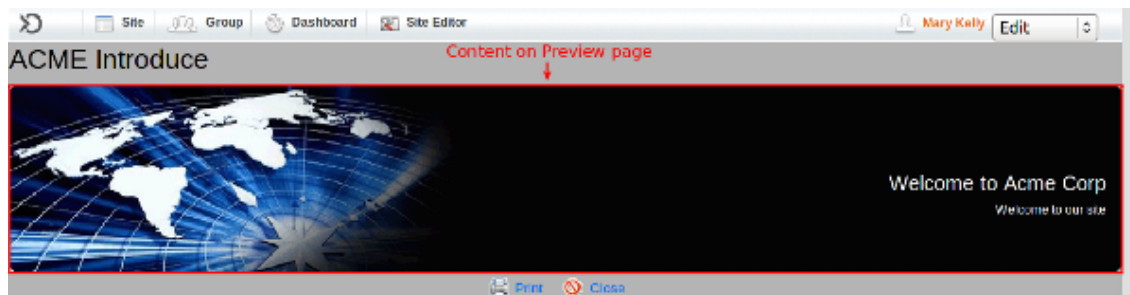 Site Group Dashboard Site Editor Mary Kelly Edit
ACME Introduce
Content on Preview page
Welcome to Acme Corp
Welcome to our site
Print Close